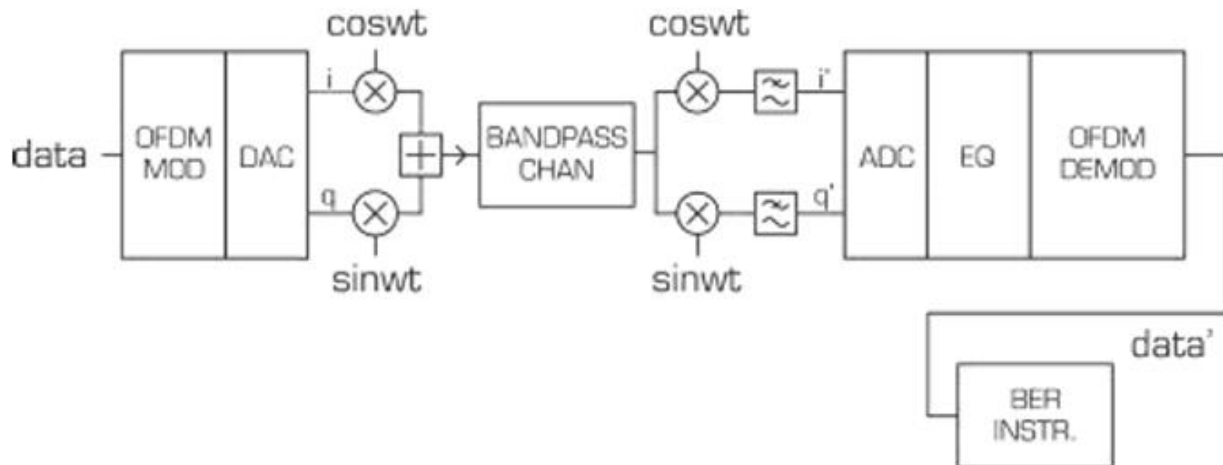 coswt
coswt
i
i'
data
OFDM
MOD
DAC
BANDPASS
CHAN
ADC
EQ
OFDM
DEMOD
q
q'
sinwt
sinwt
data'
BER
INSTR.